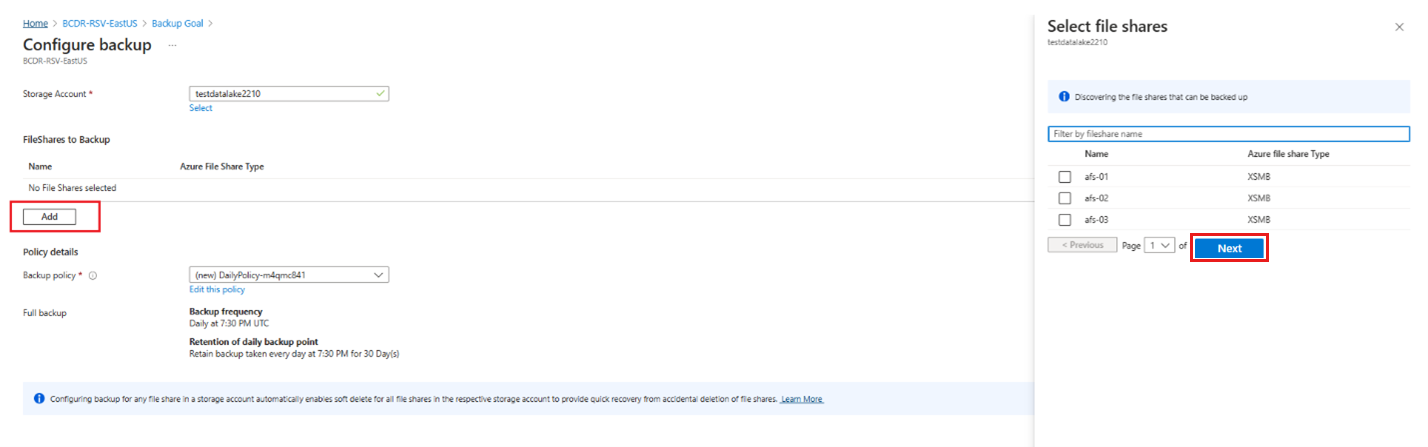 Home > BCDR-RSV-EastUS > Backup Goal >
Configure backup ...
BCDR-RSV-EastUS
Storage Account * testdatalake2210
Select
FileShares to Backup
Name Azure File Share Type
No File Shares selected
Add
Policy details
Backup policy * (new) DailyPolicy-m4qmc841
Edit this policy
Full backup Backup frequency
Daily at 7:30 PM UTC
Retention of daily backup point
Retain backup taken every day at 7:30 PM for 30 Day(s)
Configuring backup for any file share in a storage account automatically enables soft delete for all file shares in the respective storage account to provide quick recovery from accidental deletion of file shares. Learn More
Select file shares
testdatalake2210
Discovering the file shares that can be backed up
Filter by fileshare name
Name Azure file share Type
afs-01 XSMB
afs-02 XSMB
afs-03 XSMB
< Previous Page 1 of Next